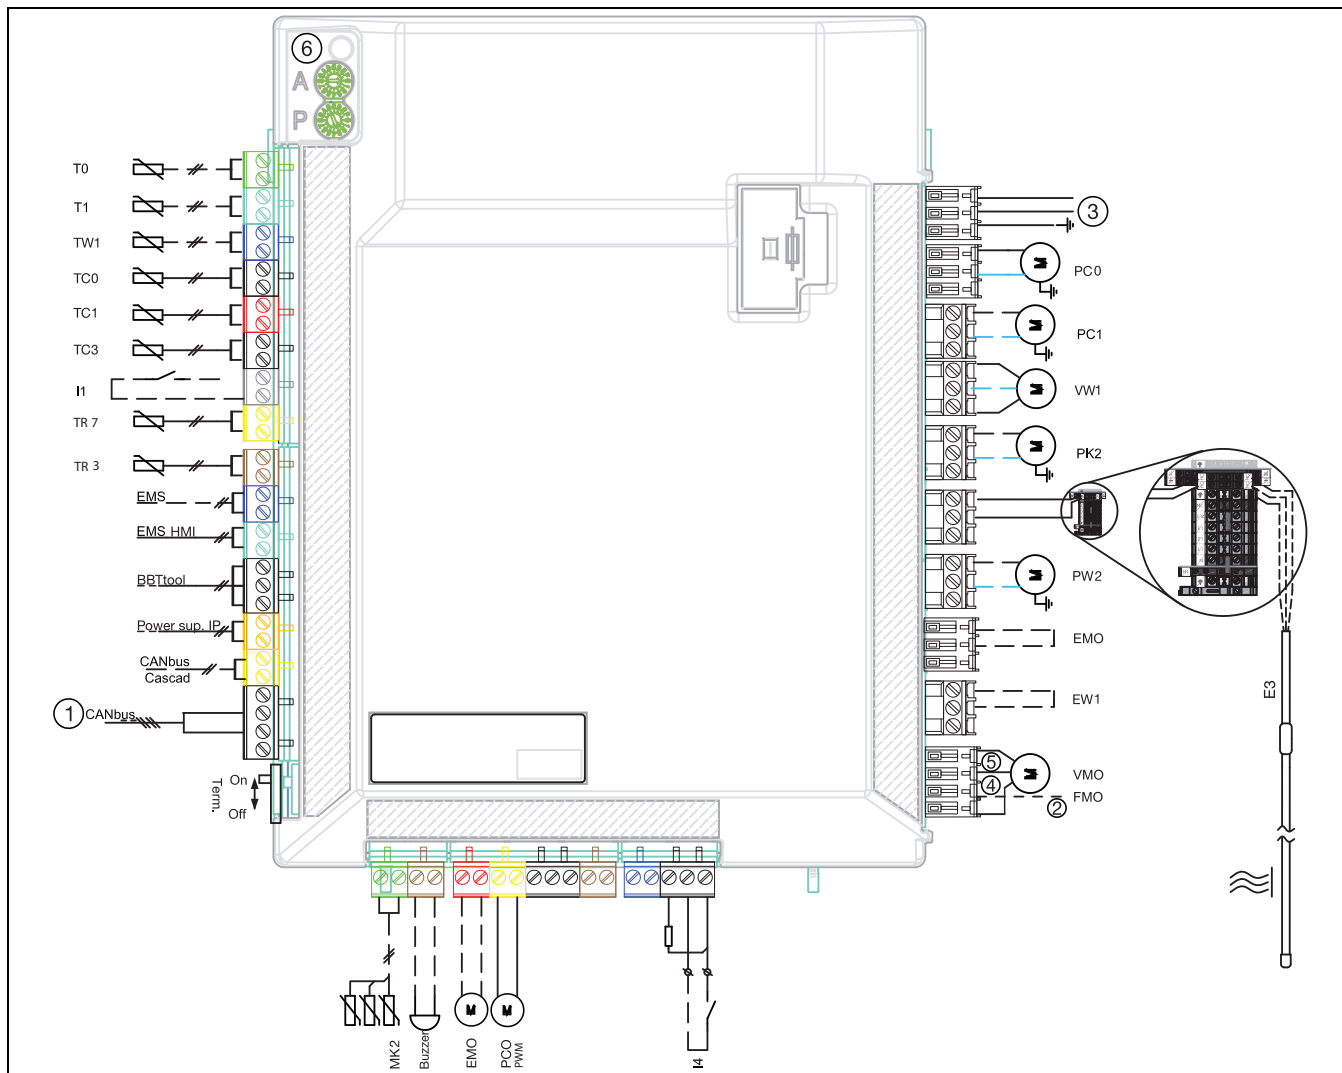 6
A
P
T0
T1
TW1
TC0
TC1
TC3
I1
TR 7
TR 3
EMS
EMS HMI
BBTtool
Power sup. IP
CANbus
Cascad
1
CANbus
On
Off
Term.
3
PC0
M
PC1
M
VW1
M
PK2
M
PW2
M
EMO
EW1
5
4
M
VMO
FMO
2
E3
MK2
Buzzer
M
EMO
M
PCO
PWM
I4